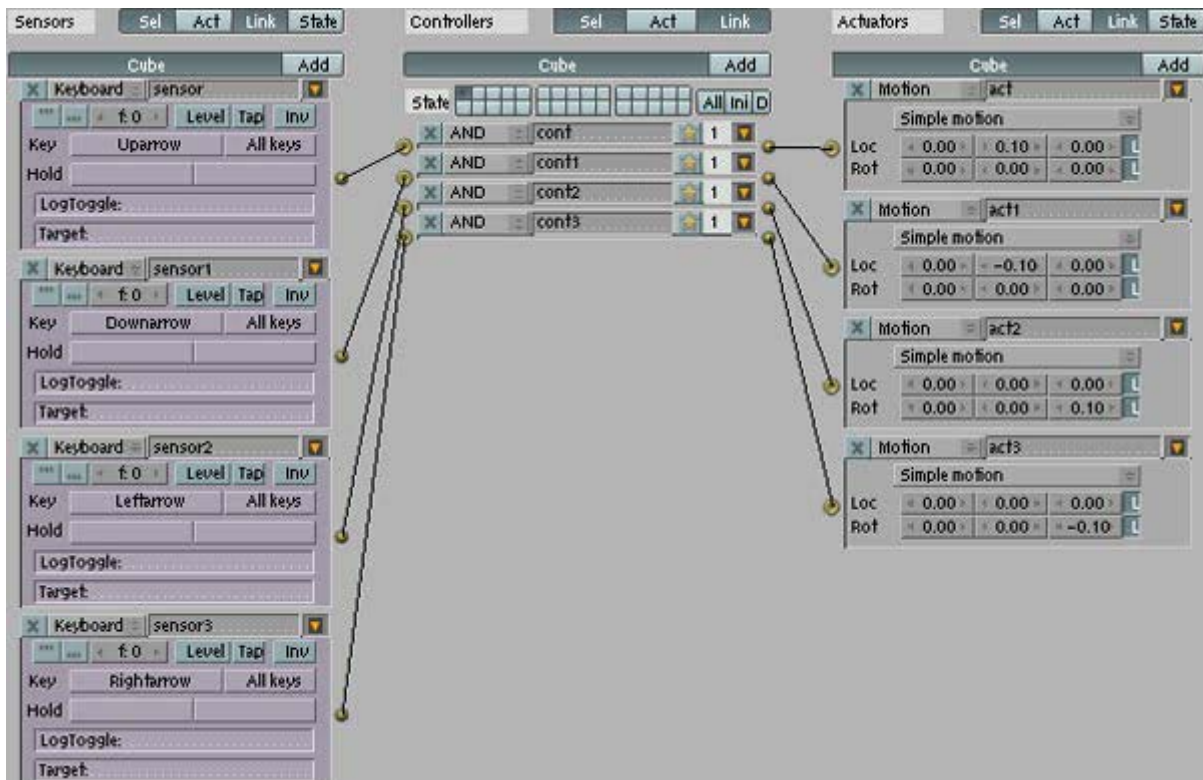 Sensors Sel Act Link State
Cube Add
X Keyboard sensor
f: 0 Level Tap Inv
Key Uparrow All keys
Hold
LogToggle:
Target:
X Keyboard sensor1
f: 0 Level Tap Inv
Key Downarrow All keys
Hold
LogToggle:
Target:
X Keyboard sensor2
f: 0 Level Tap Inv
Key Leftarrow All keys
Hold
LogToggle:
Target:
X Keyboard sensor3
f: 0 Level Tap Inv
Key Rightarrow All keys
Hold
LogToggle:
Target:
Controllers Sel Act Link
Cube Add
State All Ini D
X AND cont 1
X AND cont1 1
X AND cont2 1
X AND cont3 1
Actuators Sel Act Link State
Cube Add
X Motion act
Simple motion
Loc 0.00 0.10 0.00 L
Rot 0.00 0.00 0.00 L
X Motion act1
Simple motion
Loc 0.00 -0.10 0.00 L
Rot 0.00 0.00 0.00 L
X Motion act2
Simple motion
Loc 0.00 0.00 0.00 L
Rot 0.00 0.00 0.10 L
X Motion act3
Simple motion
Loc 0.00 0.00 0.00 L
Rot 0.00 0.00 -0.10 L